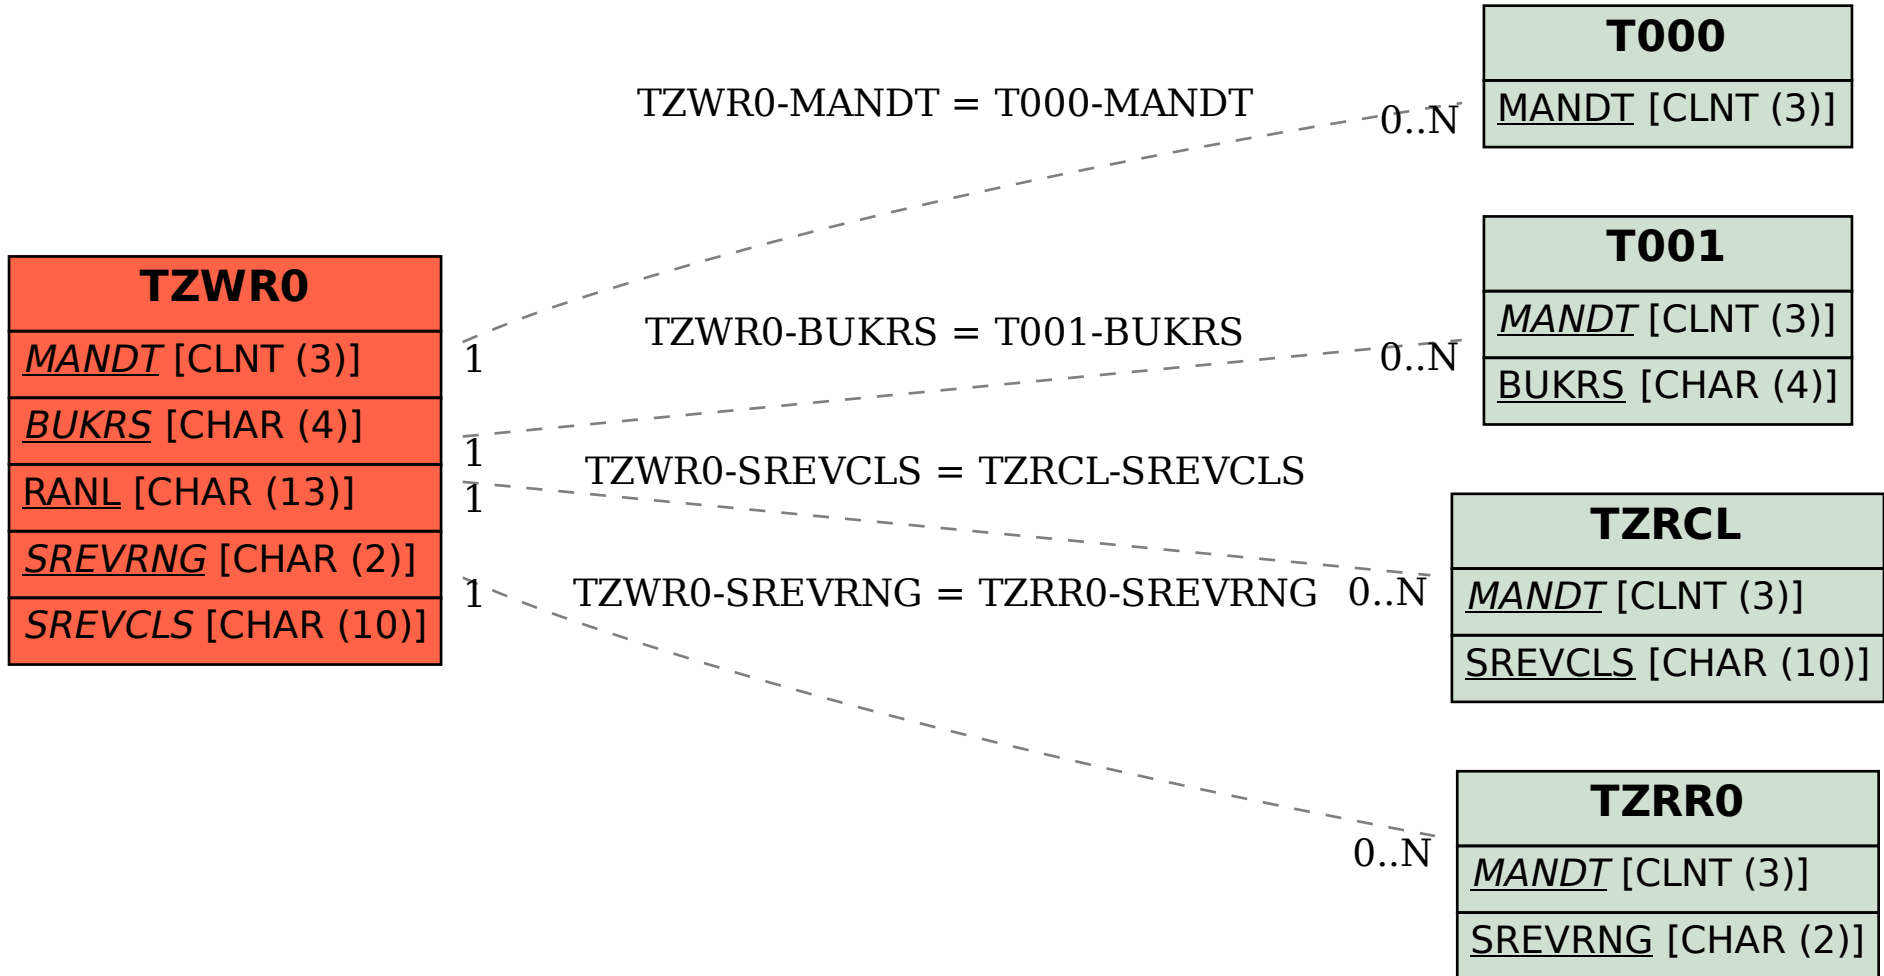 TZWR0
MANDT [CLNT (3)]
BUKRS [CHAR (4)]
RANL [CHAR (13)]
SREVRNG [CHAR (2)]
SREVCLS [CHAR (10)]
TZWR0-MANDT = T000-MANDT
1
0..N
TZWR0-BUKRS = T001-BUKRS
1
0..N
TZWR0-SREVCLS = TZRCL-SREVCLS
1
0..N
TZWR0-SREVRNG = TZRR0-SREVRNG
1
0..N
T000
MANDT [CLNT (3)]
T001
MANDT [CLNT (3)]
BUKRS [CHAR (4)]
TZRCL
MANDT [CLNT (3)]
SREVCLS [CHAR (10)]
TZRR0
MANDT [CLNT (3)]
SREVRNG [CHAR (2)]